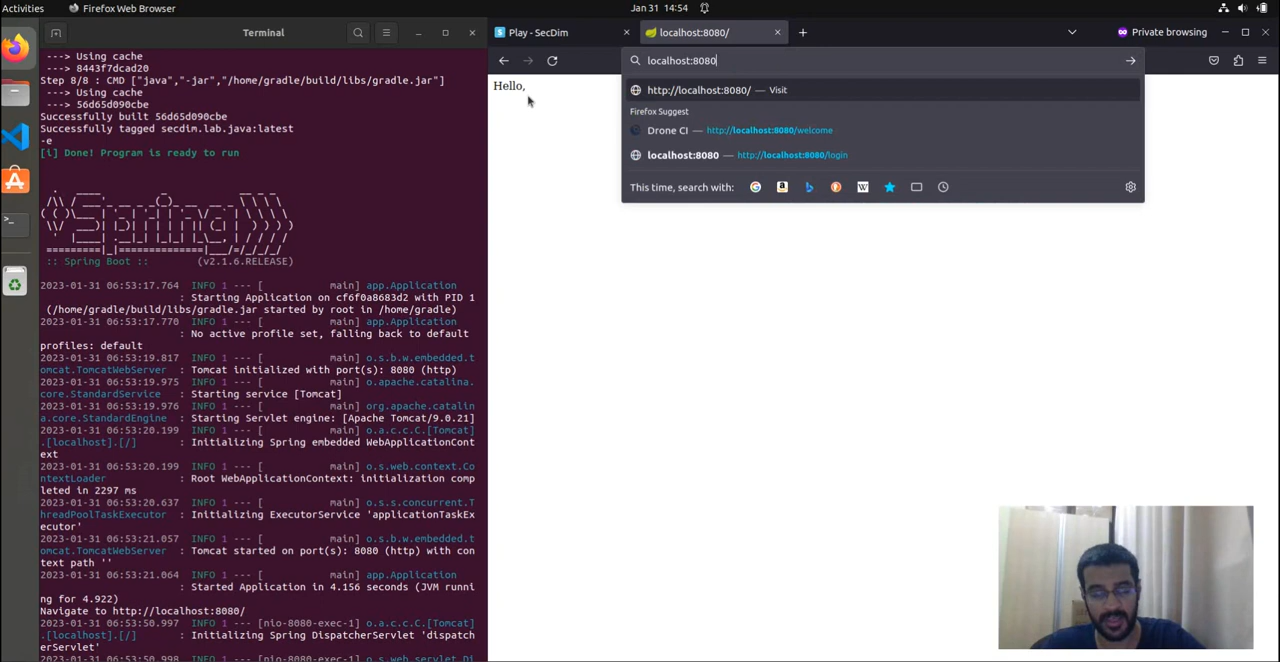 Activities
Firefox Web Browser
Jan 31 14:54
Terminal
---> Using cache
---> 8443f7dcad20
Step 8/8 : CMD ["java","-jar","/home/gradle/build/libs/gradle.jar"]
---> Using cache
---> 56d65d090cbe
Successfully built 56d65d090cbe
Successfully tagged secdim.lab.java:latest
-e
[i] Done! Program is ready to run
:: Spring Boot :: (v2.1.6.RELEASE)
2023-01-31 06:53:17.764 INFO 1 --- [ main] app.Application
: Starting Application on cf6f0a8683d2 with PID 1
(/home/gradle/build/libs/gradle.jar started by root in /home/gradle)
2023-01-31 06:53:17.770 INFO 1 --- [ main] app.Application
: No active profile set, falling back to default
profiles: default
2023-01-31 06:53:19.817 INFO 1 --- [ main] o.s.b.w.embedded.t
omcat.TomcatWebServer : Tomcat initialized with port(s): 8080 (http)
2023-01-31 06:53:19.975 INFO 1 --- [ main] o.apache.catalina.
core.StandardService : Starting service [Tomcat]
2023-01-31 06:53:19.976 INFO 1 --- [ main] org.apache.catalin
a.core.StandardEngine : Starting Servlet engine: [Apache Tomcat/9.0.21]
2023-01-31 06:53:20.199 INFO 1 --- [ main] o.a.c.c.C.[Tomcat]
.[localhost].[/] : Initializing Spring embedded WebApplicationCont
ext
2023-01-31 06:53:20.199 INFO 1 --- [ main] o.s.web.context.Co
ntextLoader : Root WebApplicationContext: initialization comp
leted in 2297 ms
2023-01-31 06:53:20.637 INFO 1 --- [ main] o.s.s.concurrent.T
hreadPoolTaskExecutor : Initializing ExecutorService 'applicationTaskEx
ecutor'
2023-01-31 06:53:21.057 INFO 1 --- [ main] o.s.b.w.embedded.t
omcat.TomcatWebServer : Tomcat started on port(s): 8080 (http) with con
text path ''
2023-01-31 06:53:21.064 INFO 1 --- [ main] app.Application
: Started Application in 4.156 seconds (JVM runni
ng for 4.922)
Navigate to http://localhost:8080/
2023-01-31 06:53:50.997 INFO 1 --- [nio-8080-exec-1] o.a.c.c.C.[Tomcat]
.[localhost].[/] : Initializing Spring DispatcherServlet 'dispatch
erServlet'
2023-01-31 06:53:50.998 INFO 1 --- [nio-8080-exec-1] o.s.web.servlet.Di
Play - SecDim
localhost:8080/
Private browsing
localhost:8080
Hello,
http://localhost:8080/ — Visit
Firefox Suggest
Drone CI — http://localhost:8080/welcome
localhost:8080 — http://localhost:8080/login
This time, search with: